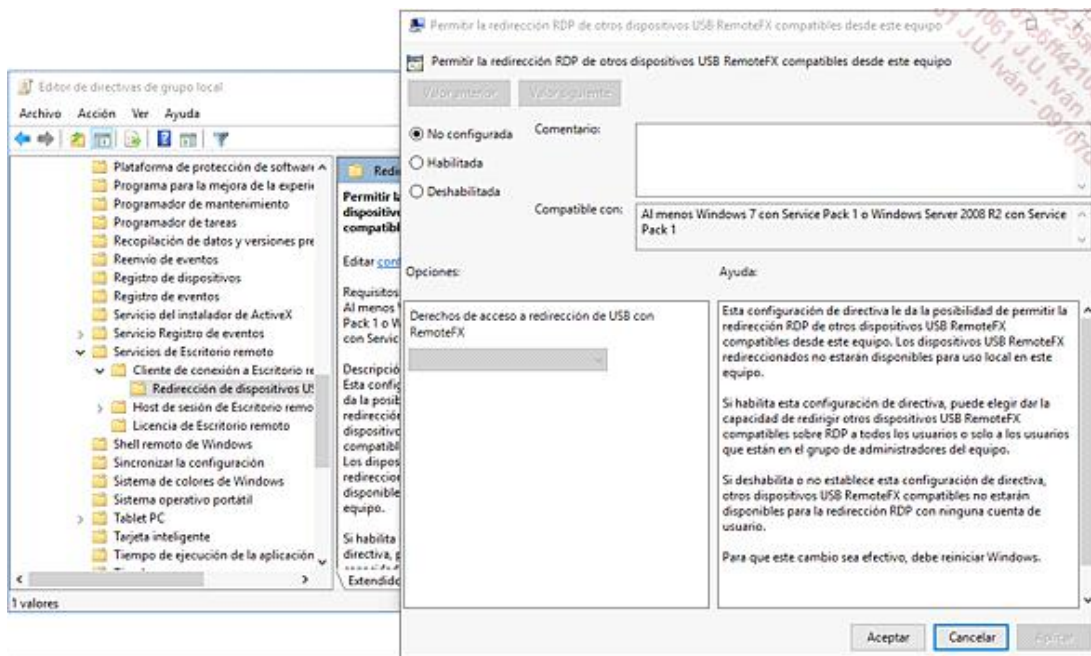 Editor de directivas de grupo local
Archivo Acción Ver Ayuda
Plataforma de protección de software
Programa para la mejora de la experie
Programador de mantenimiento
Programador de tareas
Recopilación de datos y versiones pre
Reenvío de eventos
Registro de dispositivos
Registro de eventos
Servicio del instalador de ActiveX
Servicio Registro de eventos
Servicios de Escritorio remoto
Cliente de conexión a Escritorio re
Redirección de dispositivos US
Host de sesión de Escritorio remo
Licencia de Escritorio remoto
Shell remoto de Windows
Sincronizar la configuración
Sistema de colores de Windows
Sistema operativo portátil
Tablet PC
Tarjeta inteligente
Tiempo de ejecución de la aplicación
1 valores
Redi
Permitir la
dispositivo
compatibl
Editar conf
Requisitos
Al menos
Pack 1 o W
con Servic
Descripció
Esta config
da la posib
redirecció
dispositivo
compatibl
Los dispos
redireccion
disponible
equipo.
Si habilita
directiva, p
Extendido
Permitir la redirección RDP de otros dispositivos USB RemoteFX compatibles desde este equipo
Permitir la redirección RDP de otros dispositivos USB RemoteFX compatibles desde este equipo
Valor anterior Valor siguiente
No configurada
Habilitada
Deshabilitada
Comentario:
Compatible con:
Al menos Windows 7 con Service Pack 1 o Windows Server 2008 R2 con Service
Pack 1
Opciones:
Derechos de acceso a redirección de USB con
RemoteFX
Ayuda:
Esta configuración de directiva le da la posibilidad de permitir la
redirección RDP de otros dispositivos USB RemoteFX
compatibles desde este equipo. Los dispositivos USB RemoteFX
redireccionados no estarán disponibles para uso local en este
equipo.
Si habilita esta configuración de directiva, puede elegir dar la
capacidad de redirigir otros dispositivos USB RemoteFX
compatibles sobre RDP a todos los usuarios o solo a los usuarios
que están en el grupo de administradores del equipo.
Si deshabilita o no establece esta configuración de directiva,
otros dispositivos USB RemoteFX compatibles no estarán
disponibles para la redirección RDP con ninguna cuenta de
usuario.
Para que este cambio sea efectivo, debe reiniciar Windows.
Aceptar Cancelar Aplicar
J.U. Iván